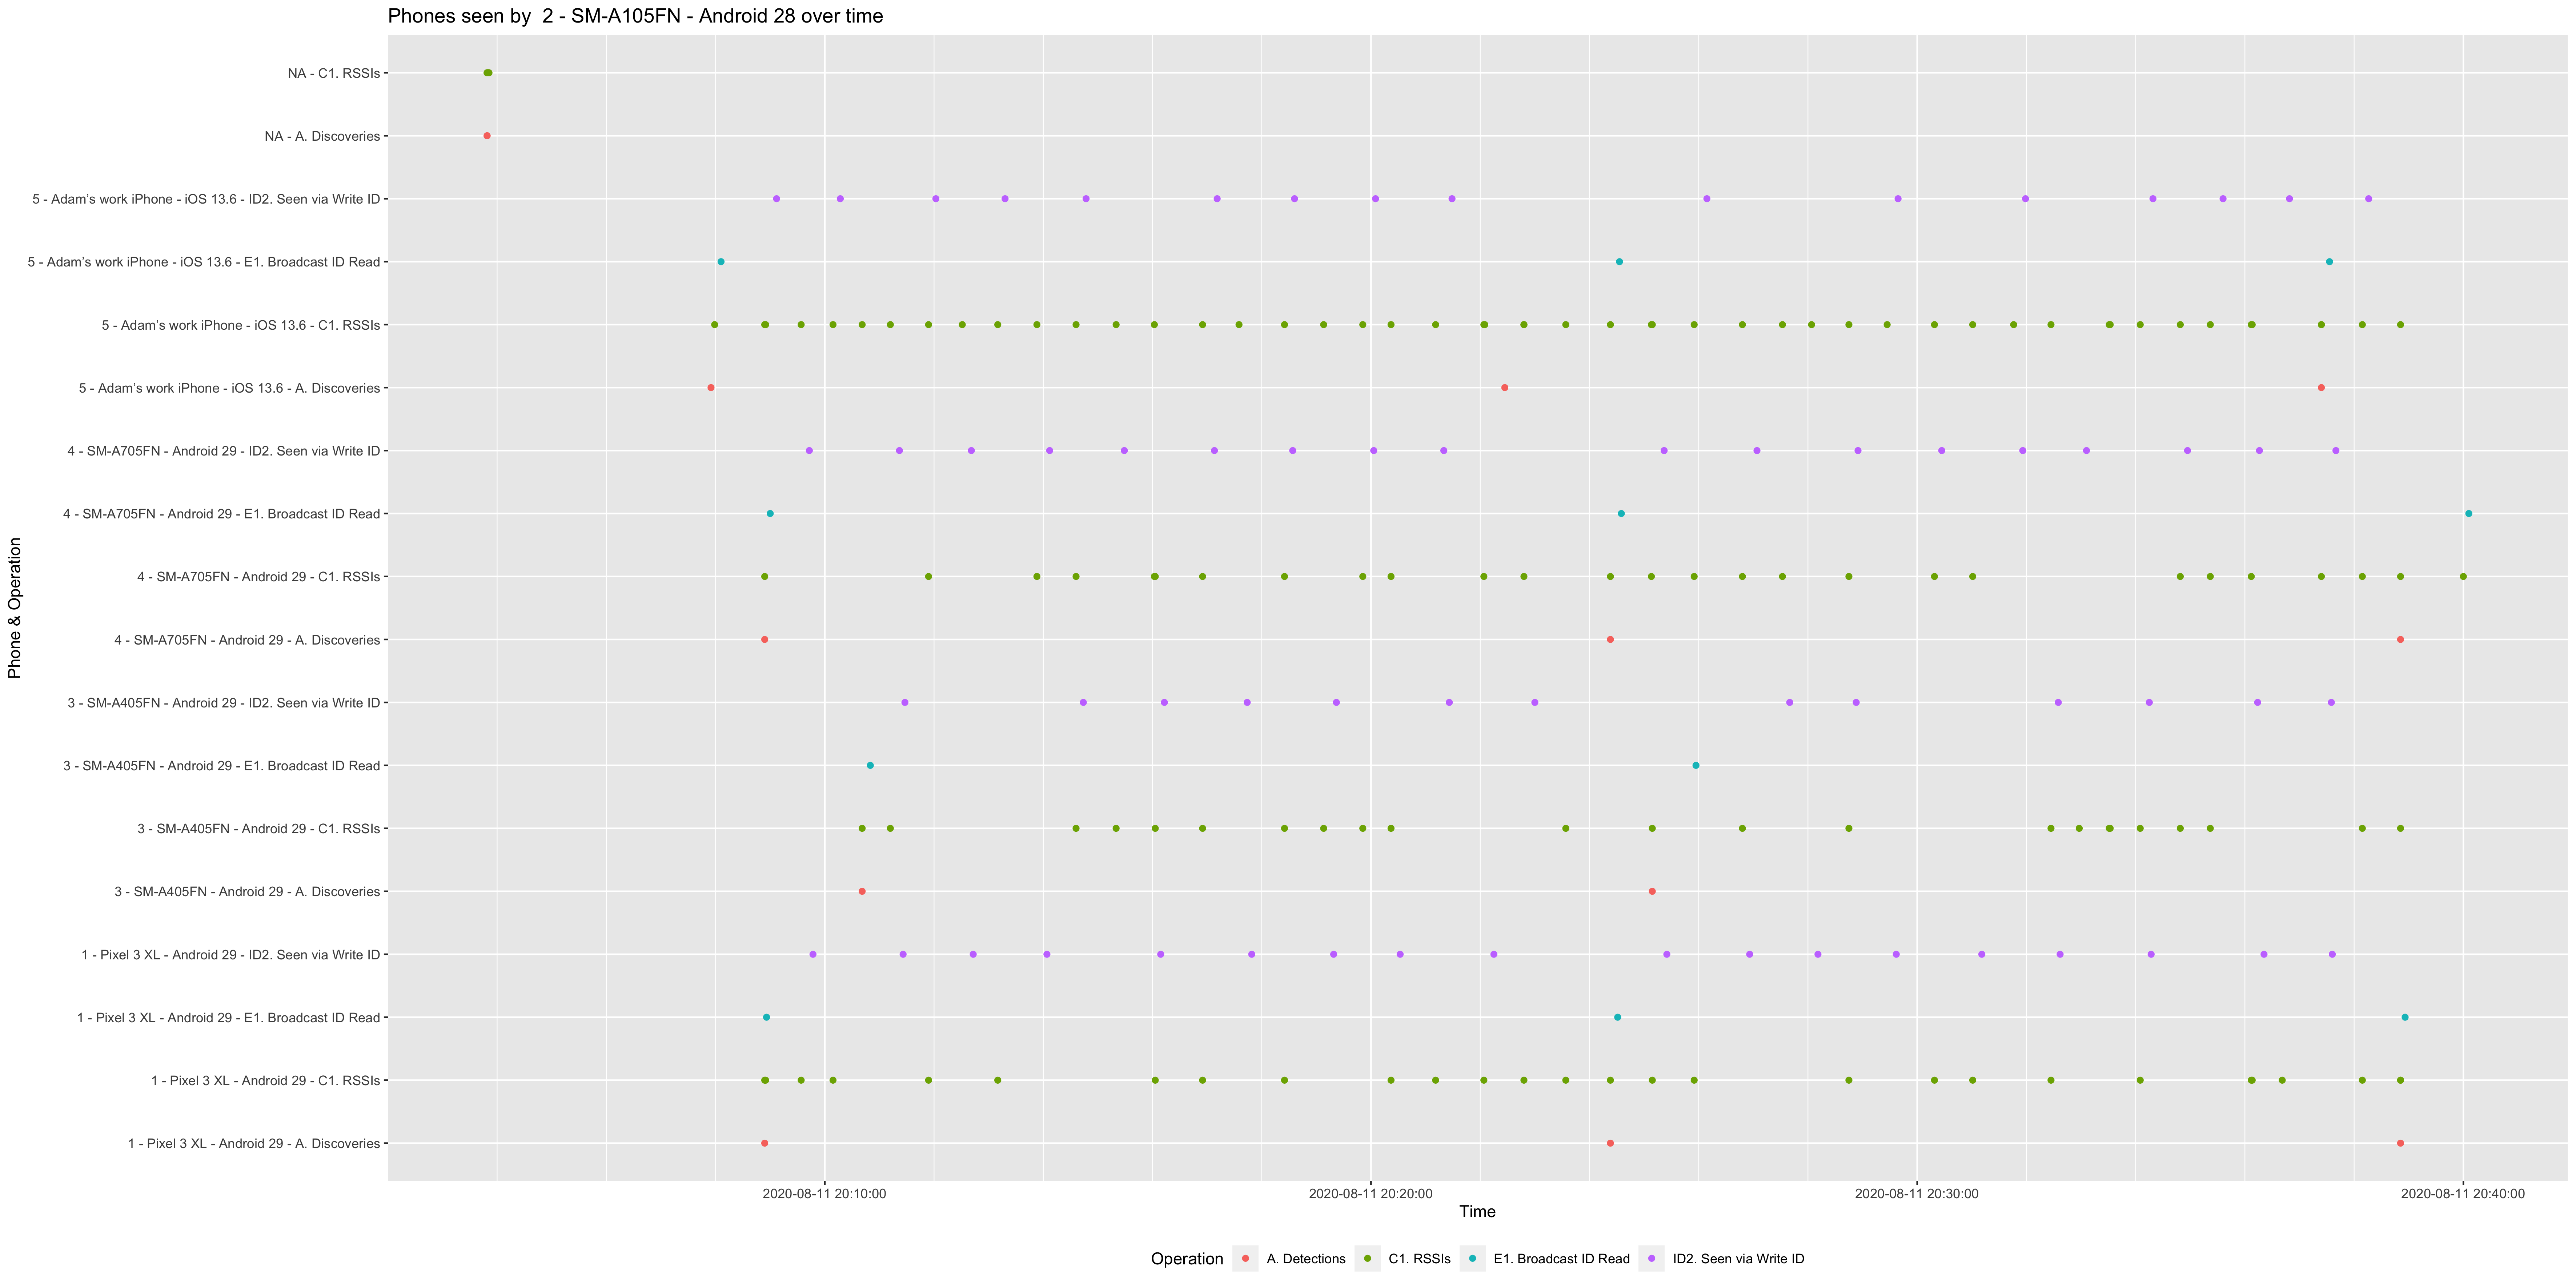 Phones seen by  2 - SM-A105FN - Android 28 over time
NA - C1. RSSIs
NA - A. Discoveries
5 - Adam’s work iPhone - iOS 13.6 - ID2. Seen via Write ID
5 - Adam’s work iPhone - iOS 13.6 - E1. Broadcast ID Read
5 - Adam’s work iPhone - iOS 13.6 - C1. RSSIs
5 - Adam’s work iPhone - iOS 13.6 - A. Discoveries
4 - SM-A705FN - Android 29 - ID2. Seen via Write ID
4 - SM-A705FN - Android 29 - E1. Broadcast ID Read
4 - SM-A705FN - Android 29 - C1. RSSIs
4 - SM-A705FN - Android 29 - A. Discoveries
3 - SM-A405FN - Android 29 - ID2. Seen via Write ID
3 - SM-A405FN - Android 29 - E1. Broadcast ID Read
3 - SM-A405FN - Android 29 - C1. RSSIs
3 - SM-A405FN - Android 29 - A. Discoveries
1 - Pixel 3 XL - Android 29 - ID2. Seen via Write ID
1 - Pixel 3 XL - Android 29 - E1. Broadcast ID Read
1 - Pixel 3 XL - Android 29 - C1. RSSIs
1 - Pixel 3 XL - Android 29 - A. Discoveries
Phone & Operation
2020-08-11 20:10:00 2020-08-11 20:20:00 2020-08-11 20:30:00 2020-08-11 20:40:00
Time
Operation A. Detections C1. RSSIs E1. Broadcast ID Read ID2. Seen via Write ID